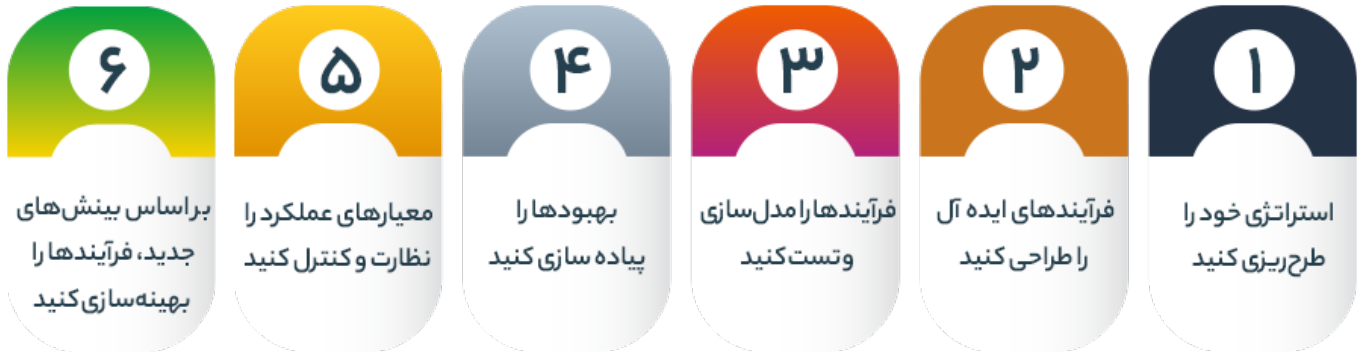 ۱
استراتژی خود را
طرح‌ریزی کنید
۲
فرآیندهای ایده آل
را طراحی کنید
۳
فرآیندها را مدل‌سازی
و تست کنید
۴
بهبودها را
پیاده سازی کنید
۵
معیارهای عملکرد را
نظارت و کنترل کنید
۶
بر اساس بینش‌های
جدید، فرآیندها را
بهینه‌سازی کنید